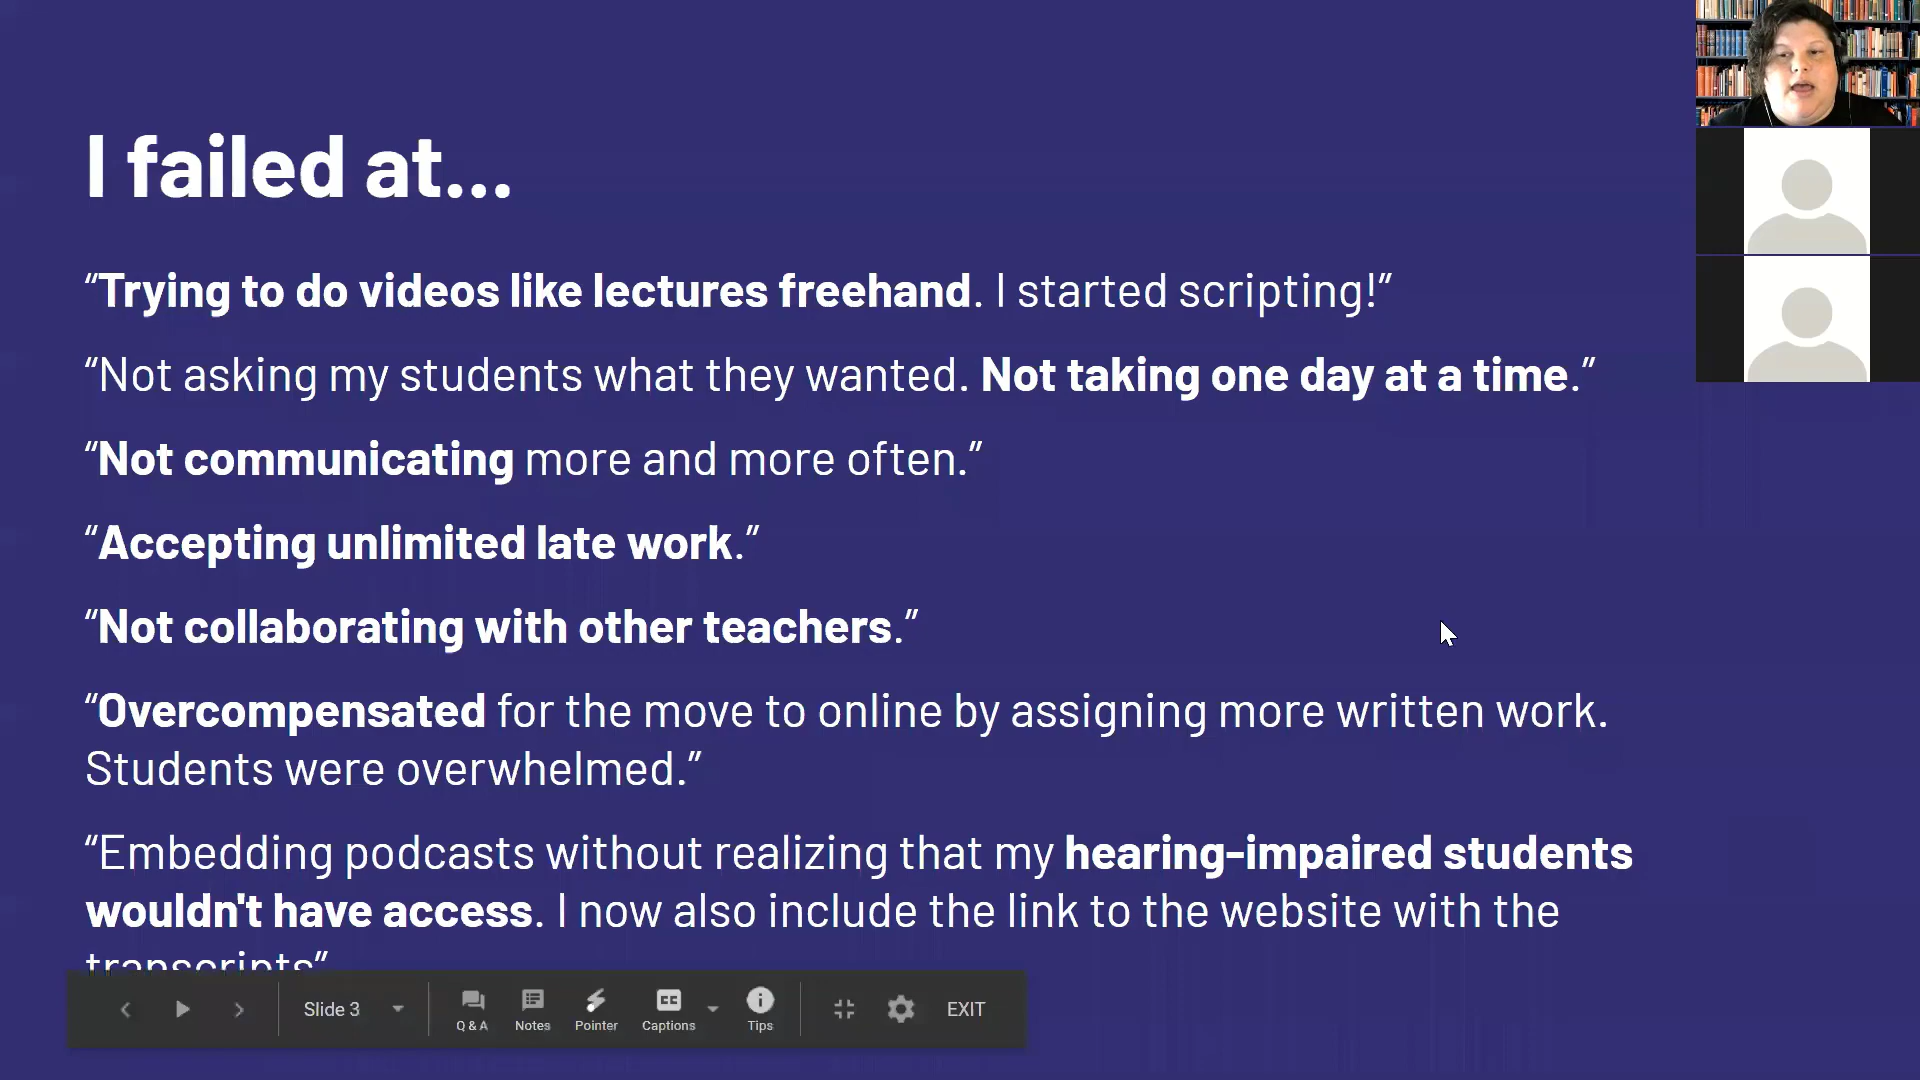 I failed at...
“Trying to do videos like lectures freehand. I started scripting!”
“Not asking my students what they wanted. Not taking one day at a time.”
“Not communicating more and more often.”
“Accepting unlimited late work.”
“Not collaborating with other teachers.”
“Overcompensated for the move to online by assigning more written work.
Students were overwhelmed.”
“Embedding podcasts without realizing that my hearing-impaired students
wouldn't have access. I now also include the link to the website with the
transcripts”
Slide 3
Q & A
Notes
Pointer
CC
Captions
Tips
EXIT